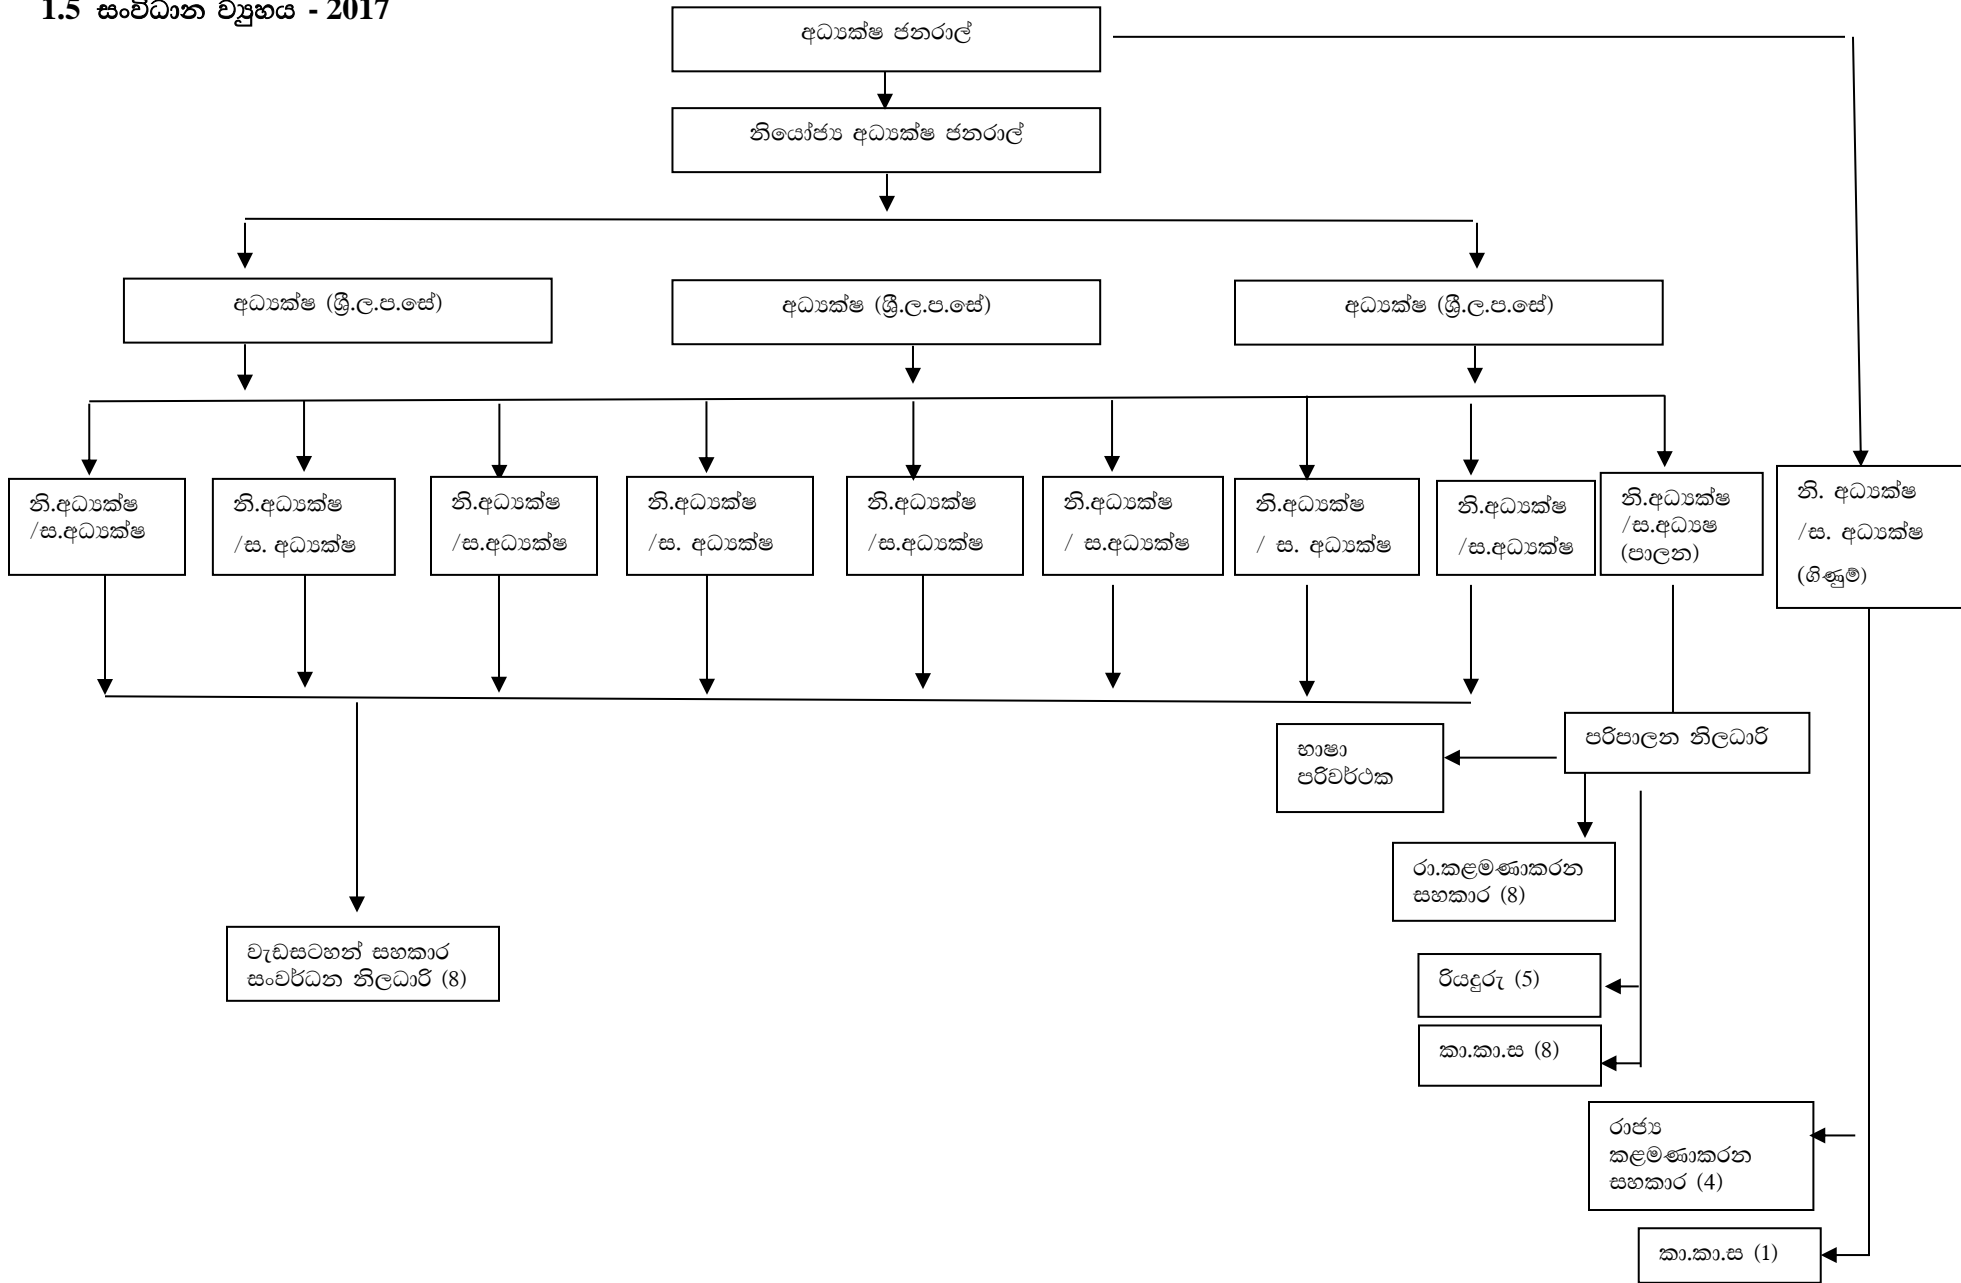 1.5 සංවිධාන ව්‍යුහය - 2017
අධ්‍යක්ෂ ජනරාල්
නියෝජ්‍ය අධ්‍යක්ෂ ජනරාල්
අධ්‍යක්ෂ (ශ්‍රී.ල.ප.සේ)
අධ්‍යක්ෂ (ශ්‍රී.ල.ප.සේ)
අධ්‍යක්ෂ (ශ්‍රී.ල.ප.සේ)
නි.අධ්‍යක්ෂ
/ස.අධ්‍යක්ෂ
නි.අධ්‍යක්ෂ
/ස. අධ්‍යක්ෂ
නි.අධ්‍යක්ෂ
/ස.අධ්‍යක්ෂ
නි.අධ්‍යක්ෂ
/ස. අධ්‍යක්ෂ
නි.අධ්‍යක්ෂ
/ස.අධ්‍යක්ෂ
නි.අධ්‍යක්ෂ
/ ස.අධ්‍යක්ෂ
නි.අධ්‍යක්ෂ
/ ස. අධ්‍යක්ෂ
නි.අධ්‍යක්ෂ
/ස.අධ්‍යක්ෂ
නි.අධ්‍යක්ෂ
/ස.අධ්‍යෂ
(පාලන)
නි. අධ්‍යක්ෂ
/ස. අධ්‍යක්ෂ
(ගිණුම්)
පරිපාලන නිලධාරි
භාෂා
පරිවර්ථක
රා.කළමණාකරන
සහකාර (8)
වැඩසටහන් සහකාර
සංවර්ධන නිලධාරි (8)
රියදුරු (5)
කා.කා.ස (8)
රාජ්‍ය
කළමණාකරන
සහකාර (4)
කා.කා.ස (1)